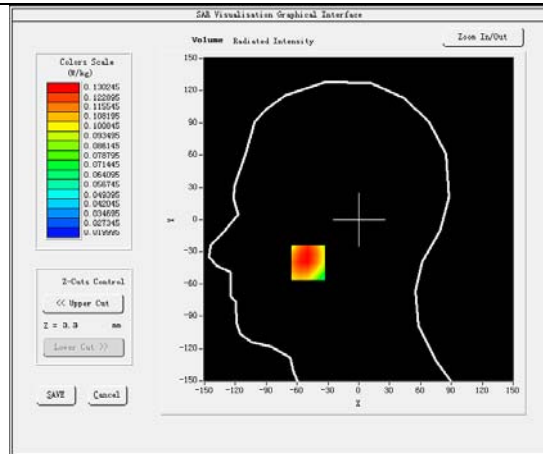 SAR Visualisation Graphical Interface
Volume Radiated Intensity
Zoom In/Out
Colors Scale
(W/kg)
0.130245
0.122895
0.115545
0.108195
0.100845
0.093495
0.086145
0.078795
0.071445
0.064095
0.056745
0.049395
0.042045
0.034695
0.027345
0.019995
150
120
90
60
30
0
-30
-60
-90
-120
-150
Y
-150 -120 -90 -60 -30 0 30 60 90 120 150
X
Z-Cuts Control
<< Upper Cut
Z = 3.3 mm
Lower Cut >>
SAVE
Cancel